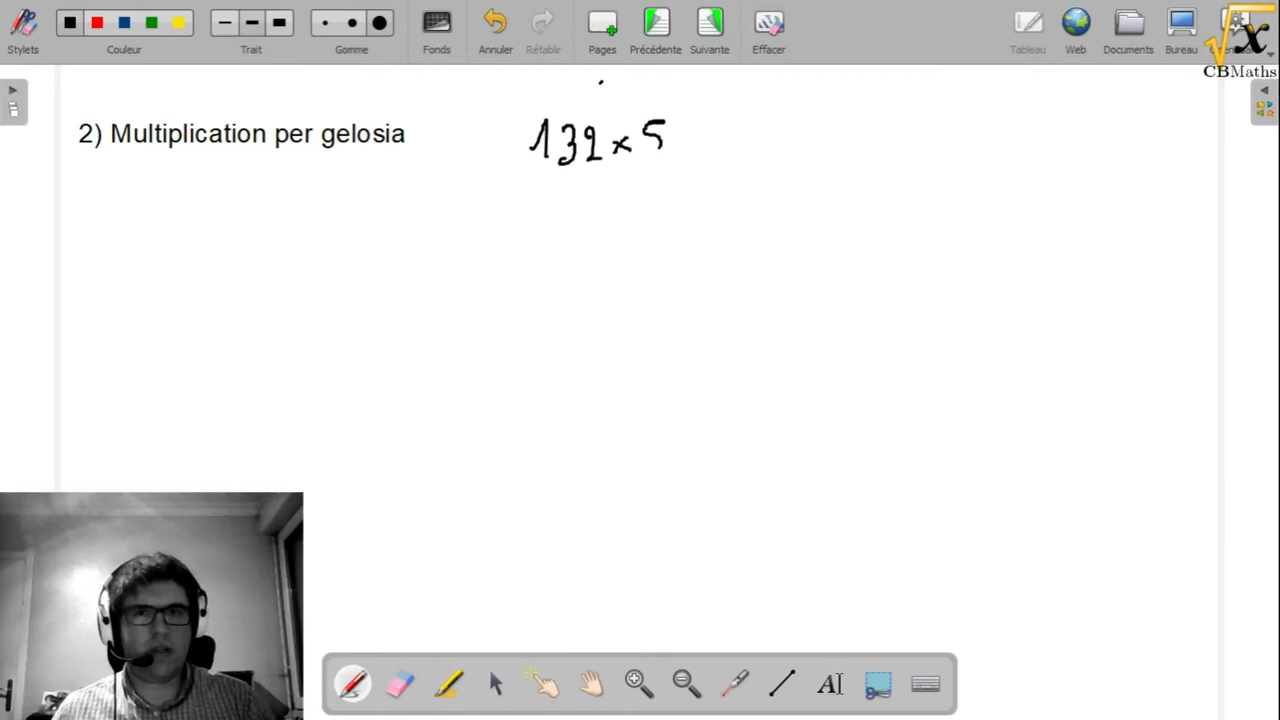 Stylets
Couleur
Trait
Gomme
Fonds
Annuler
Rétablir
Pages
Précédente
Suivante
Effacer
Tableau
Web
Documents
Bureau
√x
CBMaths
2) Multiplication per gelosia
132 × 5
AI